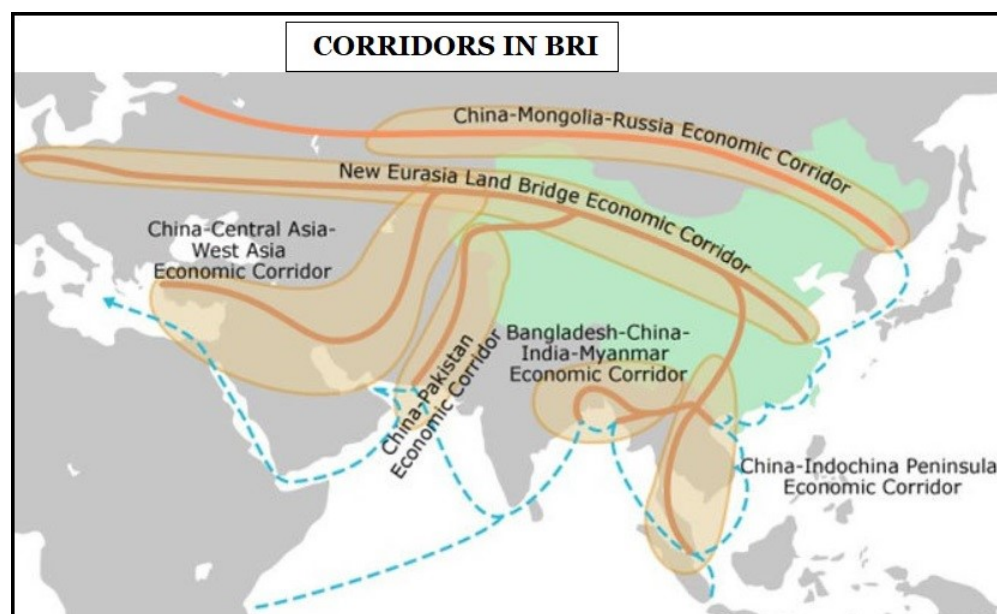 CORRIDORS IN BRI
China-Mongolia-Russia Economic Corridor
New Eurasia Land Bridge Economic Corridor
China-Central Asia-
West Asia
Economic Corridor
Bangladesh-China-
India-Myanmar
Economic Corridor
China-Pakistan
Economic Corridor
China-Indochina Peninsula
Economic Corridor